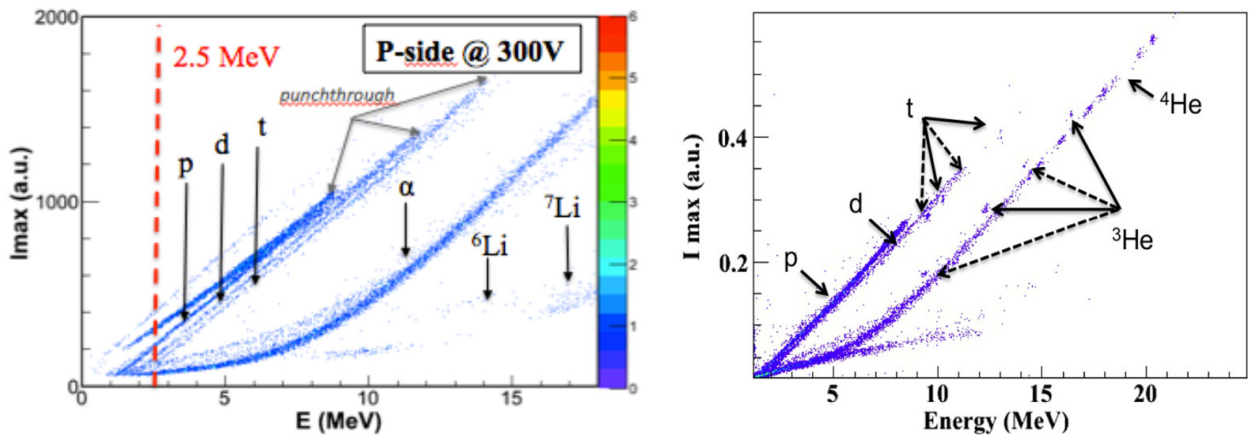 2000
1000
0
Imax (a.u.)
2.5 MeV
P-side @ 300V
punchthrough
p
d
t
α
⁶Li
⁷Li
0 5 10 15
E (MeV)
6
5
4
3
2
1
0
I max (a.u.)
0.4
0.2
t
d
p
⁴He
³He
5 10 15 20
Energy (MeV)